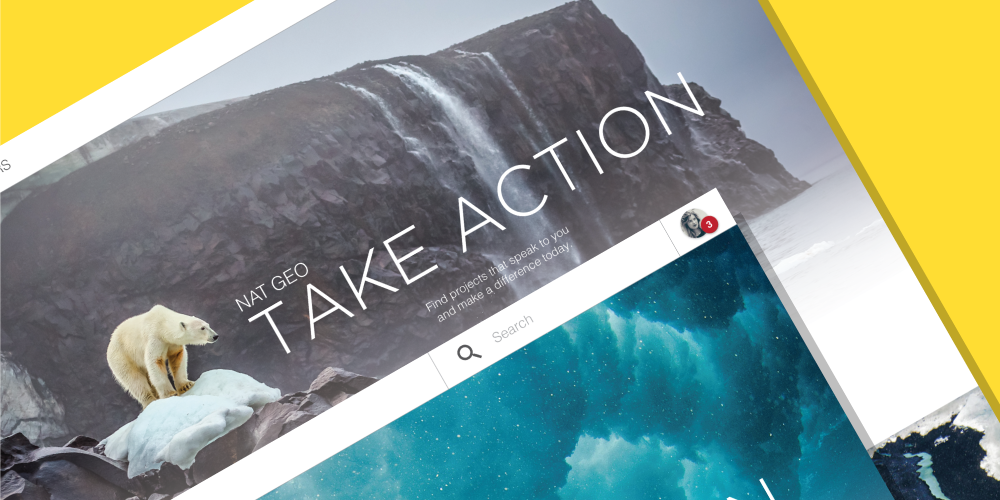 NAT GEO
TAKE ACTION
Find projects that speak to you
and make a difference today
3
Search